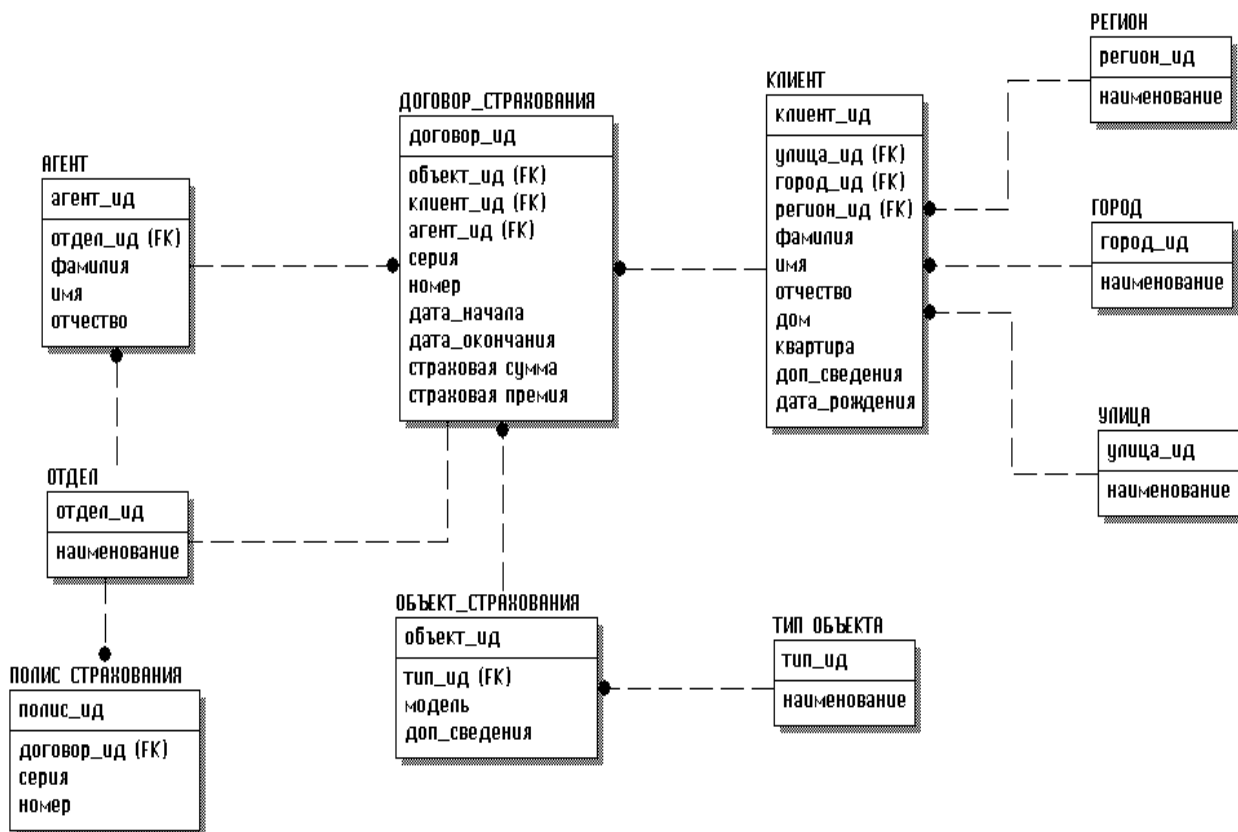 РЕГИОН
регион_ид
наименование
КЛИЕНТ
клиент_ид
улица_ид (FK)
город_ид (FK)
регион_ид (FK)
фамилия
имя
отчество
дом
квартира
доп_сведения
дата_рождения
ДОГОВОР_СТРАХОВАНИЯ
договор_ид
объект_ид (FK)
клиент_ид (FK)
агент_ид (FK)
серия
номер
дата_начала
дата_окончания
страховая сумма
страховая премия
АГЕНТ
агент_ид
отдел_ид (FK)
фамилия
имя
отчество
ГОРОД
город_ид
наименование
УЛИЦА
улица_ид
наименование
ОТДЕЛ
отдел_ид
наименование
ОБЪЕКТ_СТРАХОВАНИЯ
объект_ид
тип_ид (FK)
модель
доп_сведения
ТИП ОБЪЕКТА
тип_ид
наименование
ПОЛИС СТРАХОВАНИЯ
полис_ид
договор_ид (FK)
серия
номер